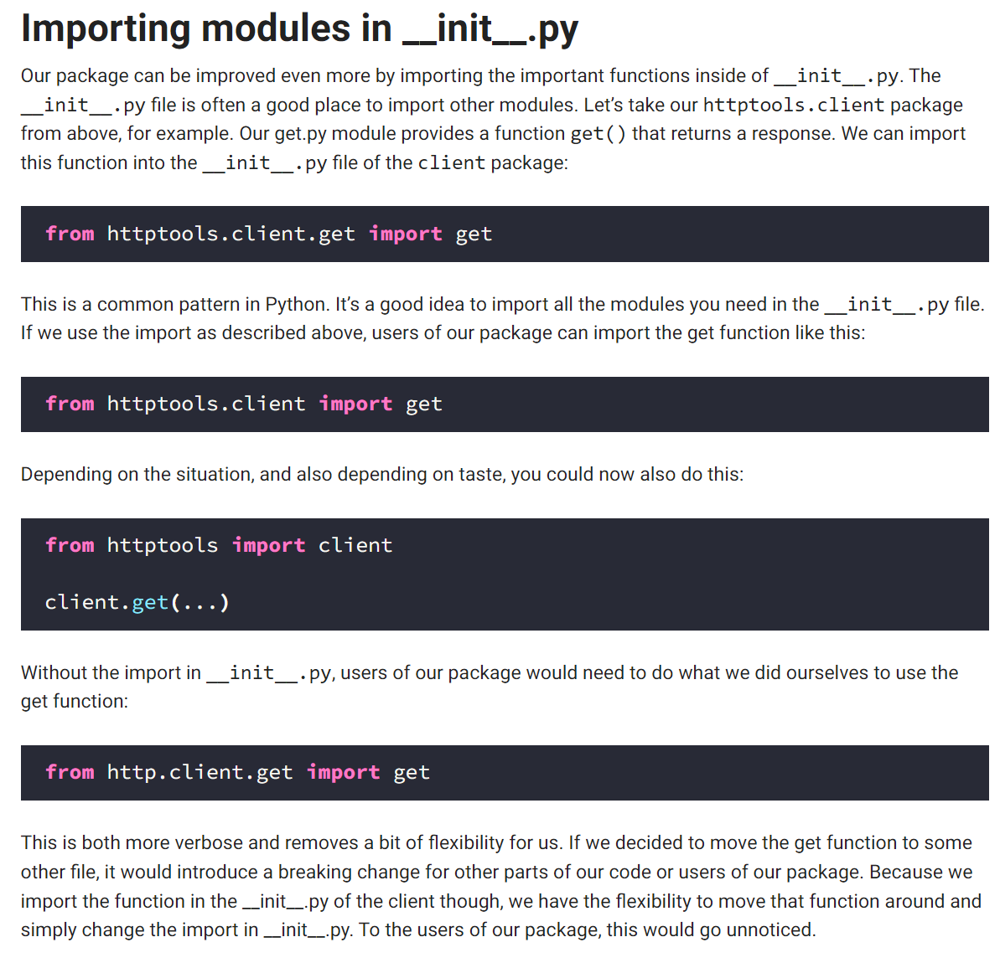 Importing modules in __init__.py
Our package can be improved even more by importing the important functions inside of __init__.py. The
__init__.py file is often a good place to import other modules. Let’s take our httptools.client package
from above, for example. Our get.py module provides a function get() that returns a response. We can import
this function into the __init__.py file of the client package:
from httptools.client.get import get
This is a common pattern in Python. It’s a good idea to import all the modules you need in the __init__.py file.
If we use the import as described above, users of our package can import the get function like this:
from httptools.client import get
Depending on the situation, and also depending on taste, you could now also do this:
from httptools import client
client.get(...)
Without the import in __init__.py, users of our package would need to do what we did ourselves to use the
get function:
from http.client.get import get
This is both more verbose and removes a bit of flexibility for us. If we decided to move the get function to some
other file, it would introduce a breaking change for other parts of our code or users of our package. Because we
import the function in the __init__.py of the client though, we have the flexibility to move that function around and
simply change the import in __init__.py. To the users of our package, this would go unnoticed.